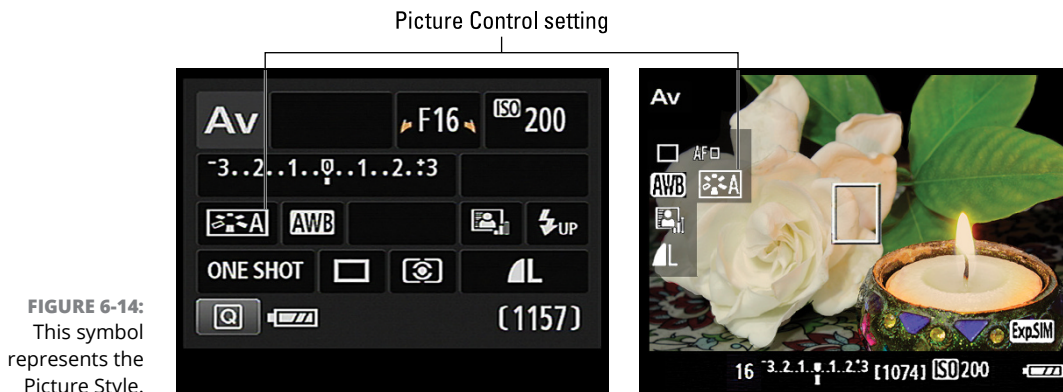 Picture Control setting
Av F16 ISO 200
-3..2..1..0..1..2.+3
A AWB UP
ONE SHOT L
Q (1157)
Av
AF
AWB A
L
Exp.SIM
16 -3..2..1..0..1..2.+3 [1074] ISO 200
FIGURE 6-14:
This symbol
represents the
Picture Style.